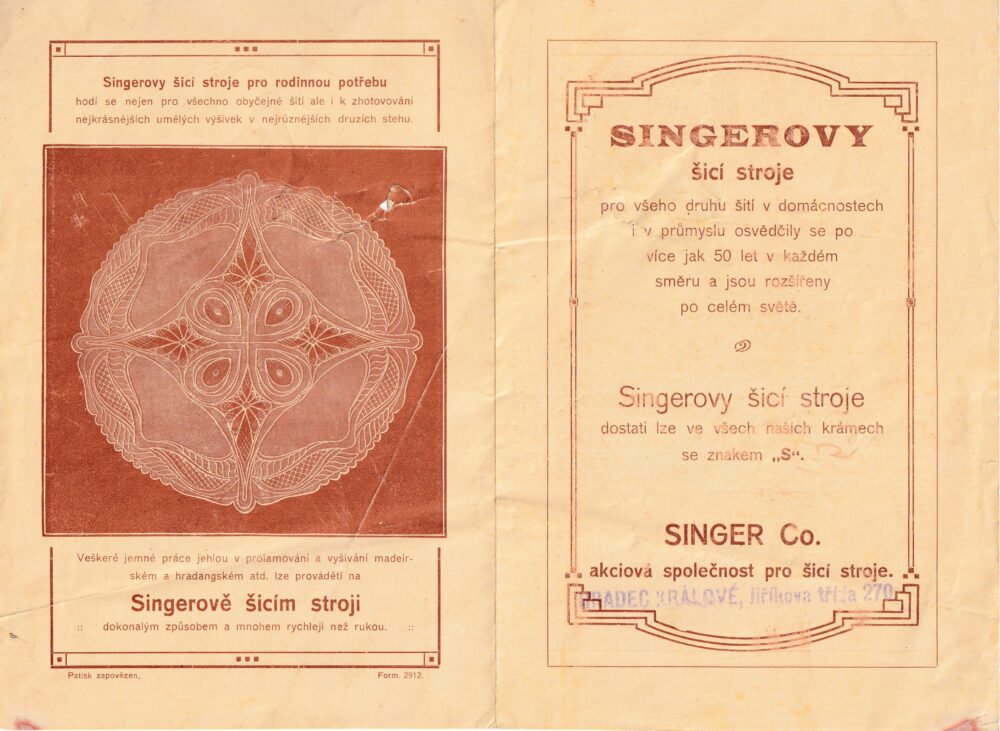 Singerovy šicí stroje pro rodinnou potřebu
hodí se nejen pro všechno obyčejné šití ale i k zhotovování
nejkrásnějších umělých výšivek v nejrůznějších druzích stehu.
Veškeré jemné práce jehlou v prolamování a vyšívání madeir-
ském a hradangském atd. lze prováděti na
Singerově šicím stroji
:: dokonalým způsobem a mnohem rychleji než rukou. ::
Patisk zapovězen.
Form. 2912.
SINGEROVY
šicí stroje
pro všeho druhu šití v domácnostech
i v průmyslu osvědčily se po
více jak 50 let v každém
směru a jsou rozšířeny
po celém světě.
Singerovy šicí stroje
dostati lze ve všech našich krámech
se znakem „S“.
SINGER Co.
akciová společnost pro šicí stroje.
HRADEC KRÁLOVÉ, Jiříkova třída 270